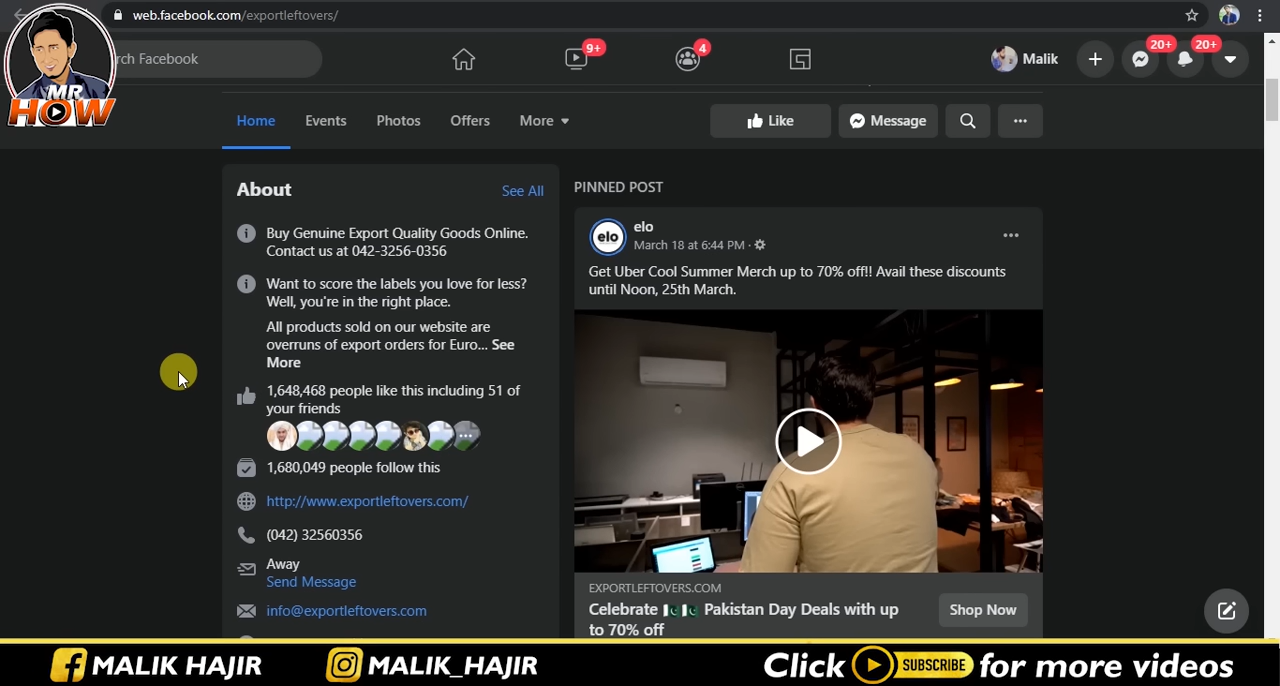 web.facebook.com/exportleftovers/
rch Facebook
9+
4
Malik
20+
20+
MR
HOW
Home
Events
Photos
Offers
More
Like
Message
About
See All
Buy Genuine Export Quality Goods Online.
Contact us at 042-3256-0356
Want to score the labels you love for less?
Well, you're in the right place.
All products sold on our website are
overruns of export orders for Euro... See
More
1,648,468 people like this including 51 of
your friends
1,680,049 people follow this
http://www.exportleftovers.com/
(042) 32560356
Away
Send Message
info@exportleftovers.com
PINNED POST
elo
elo
March 18 at 6:44 PM ·
Get Uber Cool Summer Merch up to 70% off!! Avail these discounts
until Noon, 25th March.
EXPORTLEFTOVERS.COM
Celebrate 🇵🇰🇵🇰 Pakistan Day Deals with up
to 70% off
Shop Now
MALIK HAJIR
MALIK_HAJIR
Click SUBSCRIBE for more videos